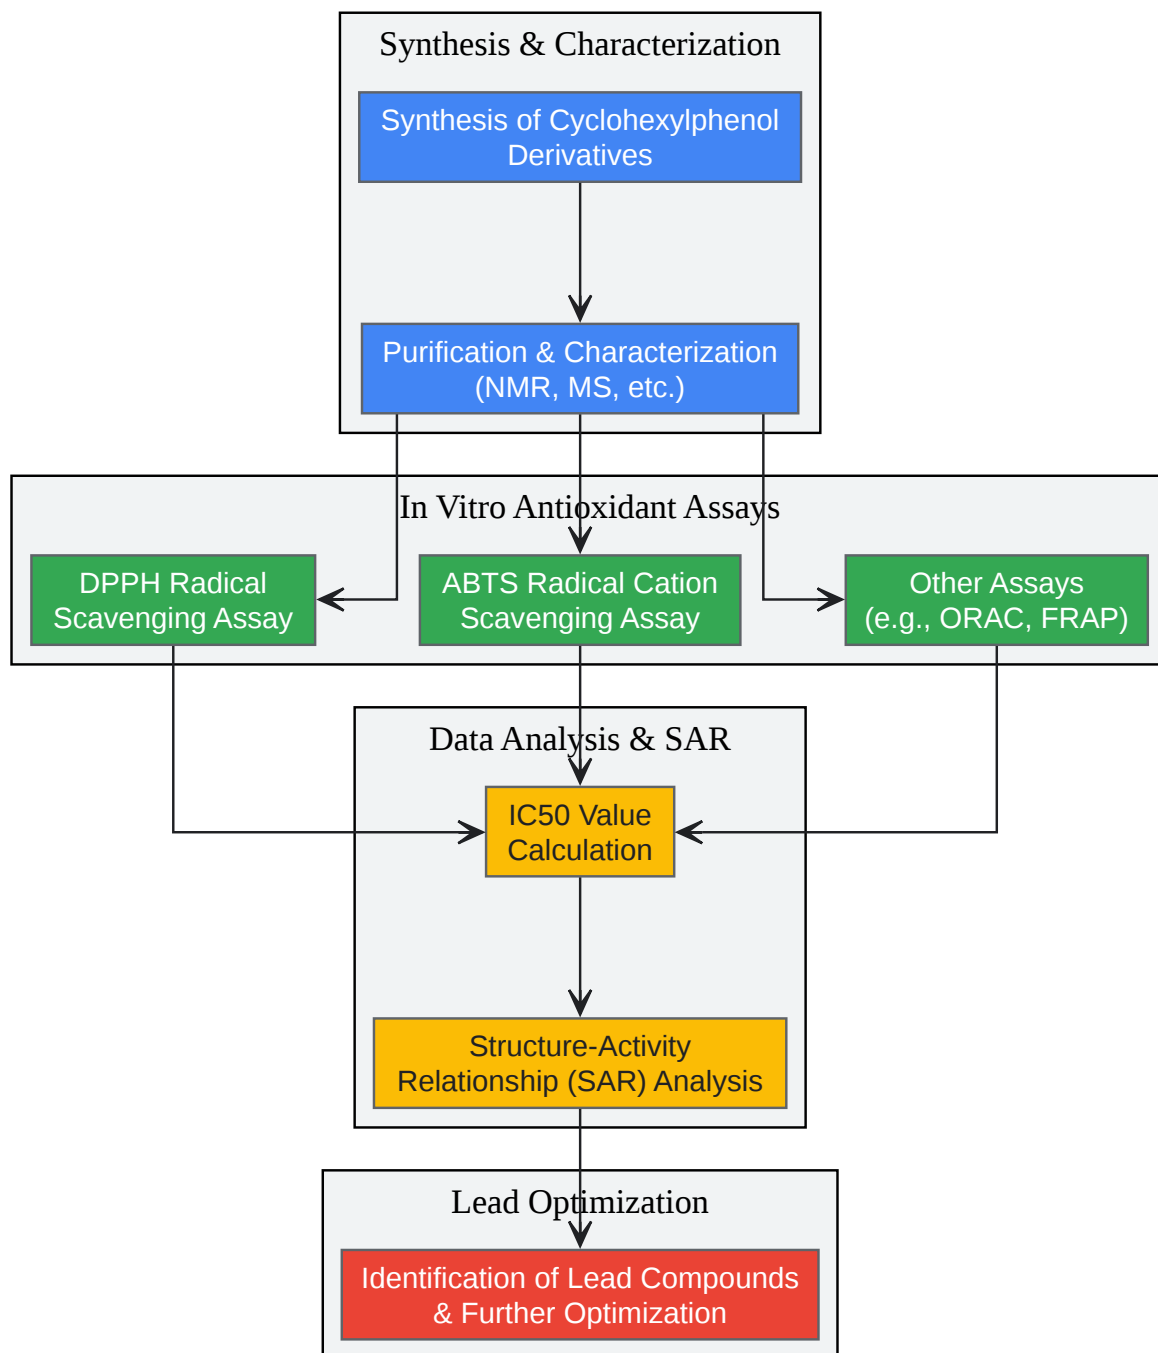 Synthesis & Characterization
Synthesis of Cyclohexylphenol
Derivatives
Purification & Characterization
(NMR, MS, etc.)
In Vitro Antioxidant Assays
DPPH Radical
Scavenging Assay
ABTS Radical Cation
Scavenging Assay
Other Assays
(e.g., ORAC, FRAP)
Data Analysis & SAR
IC50 Value
Calculation
Structure-Activity
Relationship (SAR) Analysis
Lead Optimization
Identification of Lead Compounds
& Further Optimization